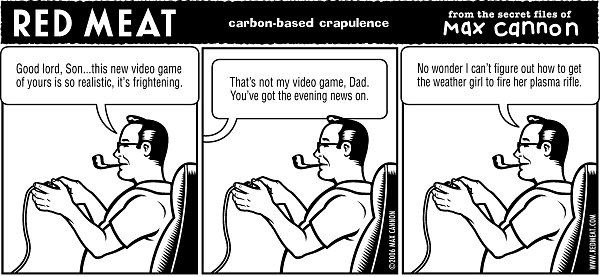 RED MEAT
carbon-based crapulence
from the secret files of
Max cannon
Good lord, Son...this new video game
of yours is so realistic, it's frightening.
That's not my video game, Dad.
You've got the evening news on.
©2006 MAX CANNON
No wonder I can't figure out how to get
the weather girl to fire her plasma rifle.
WWW.REDMEAT.COM